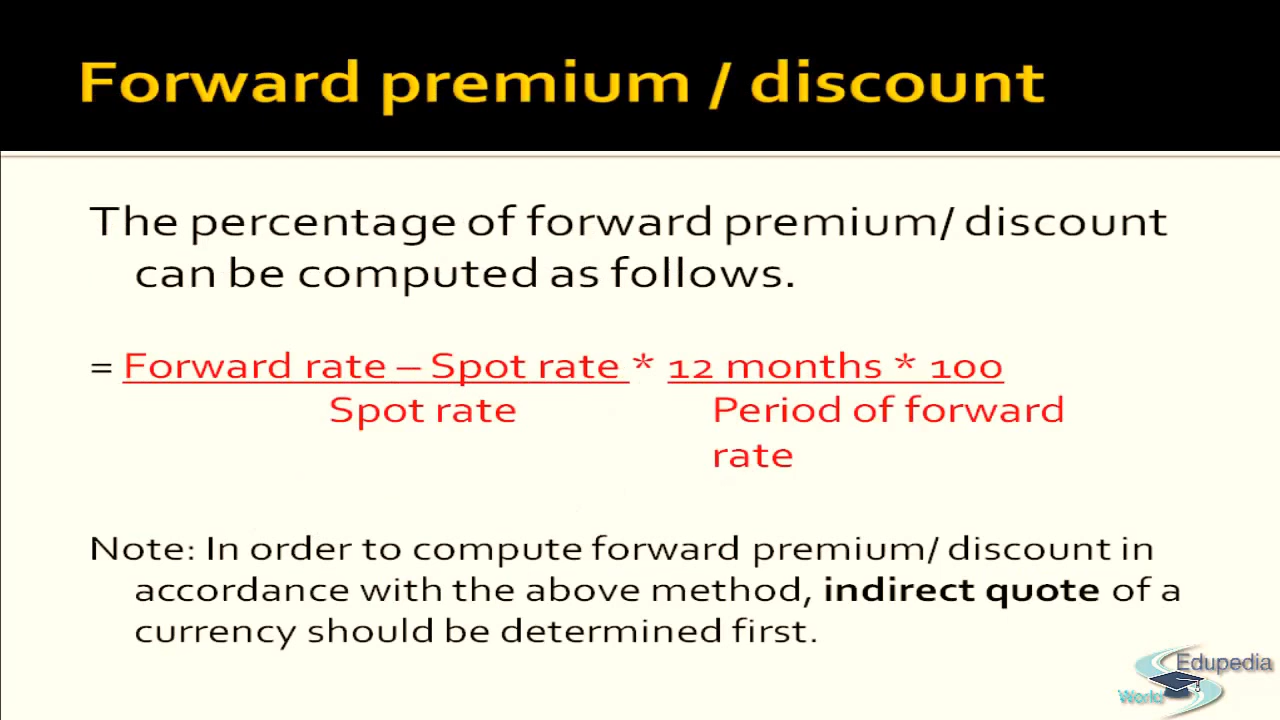 Forward premium / discount
The percentage of forward premium/ discount
can be computed as follows.
= Forward rate – Spot rate * 12 months * 100
Spot rate Period of forward
rate
Note: In order to compute forward premium/ discount in
accordance with the above method, indirect quote of a
currency should be determined first.
Edupedia
World